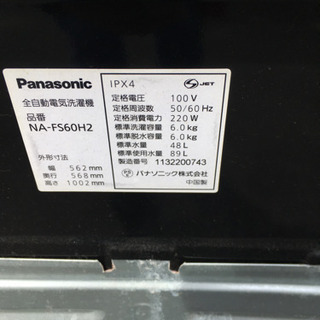 Panasonic
全自動電気洗濯機
品番
NA-FS60H2
外形寸法
幅 562mm
奥行 568mm
高さ 1002mm
IPX4
S JET
定格電圧 100V
定格周波数 50/60Hz
定格消費電力 220W
標準洗濯容量 6.0kg
標準脱水容量 6.0kg
標準水量 48L
標準使用水量 89L
製造番号 1132200743
パナソニック株式会社
中国製